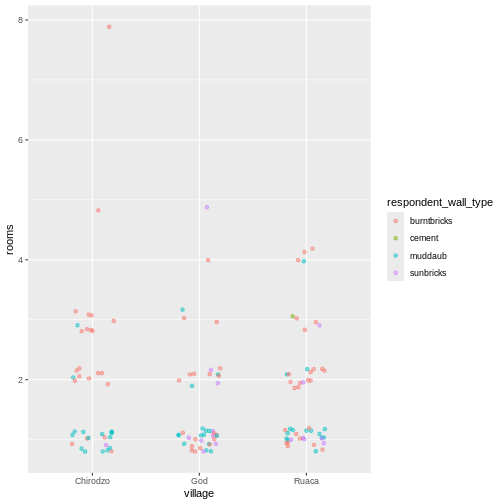 8
6
4
2
rooms
Chirodzo God Ruaca
village
respondent_wall_type
burntbricks
cement
muddaub
sunbricks